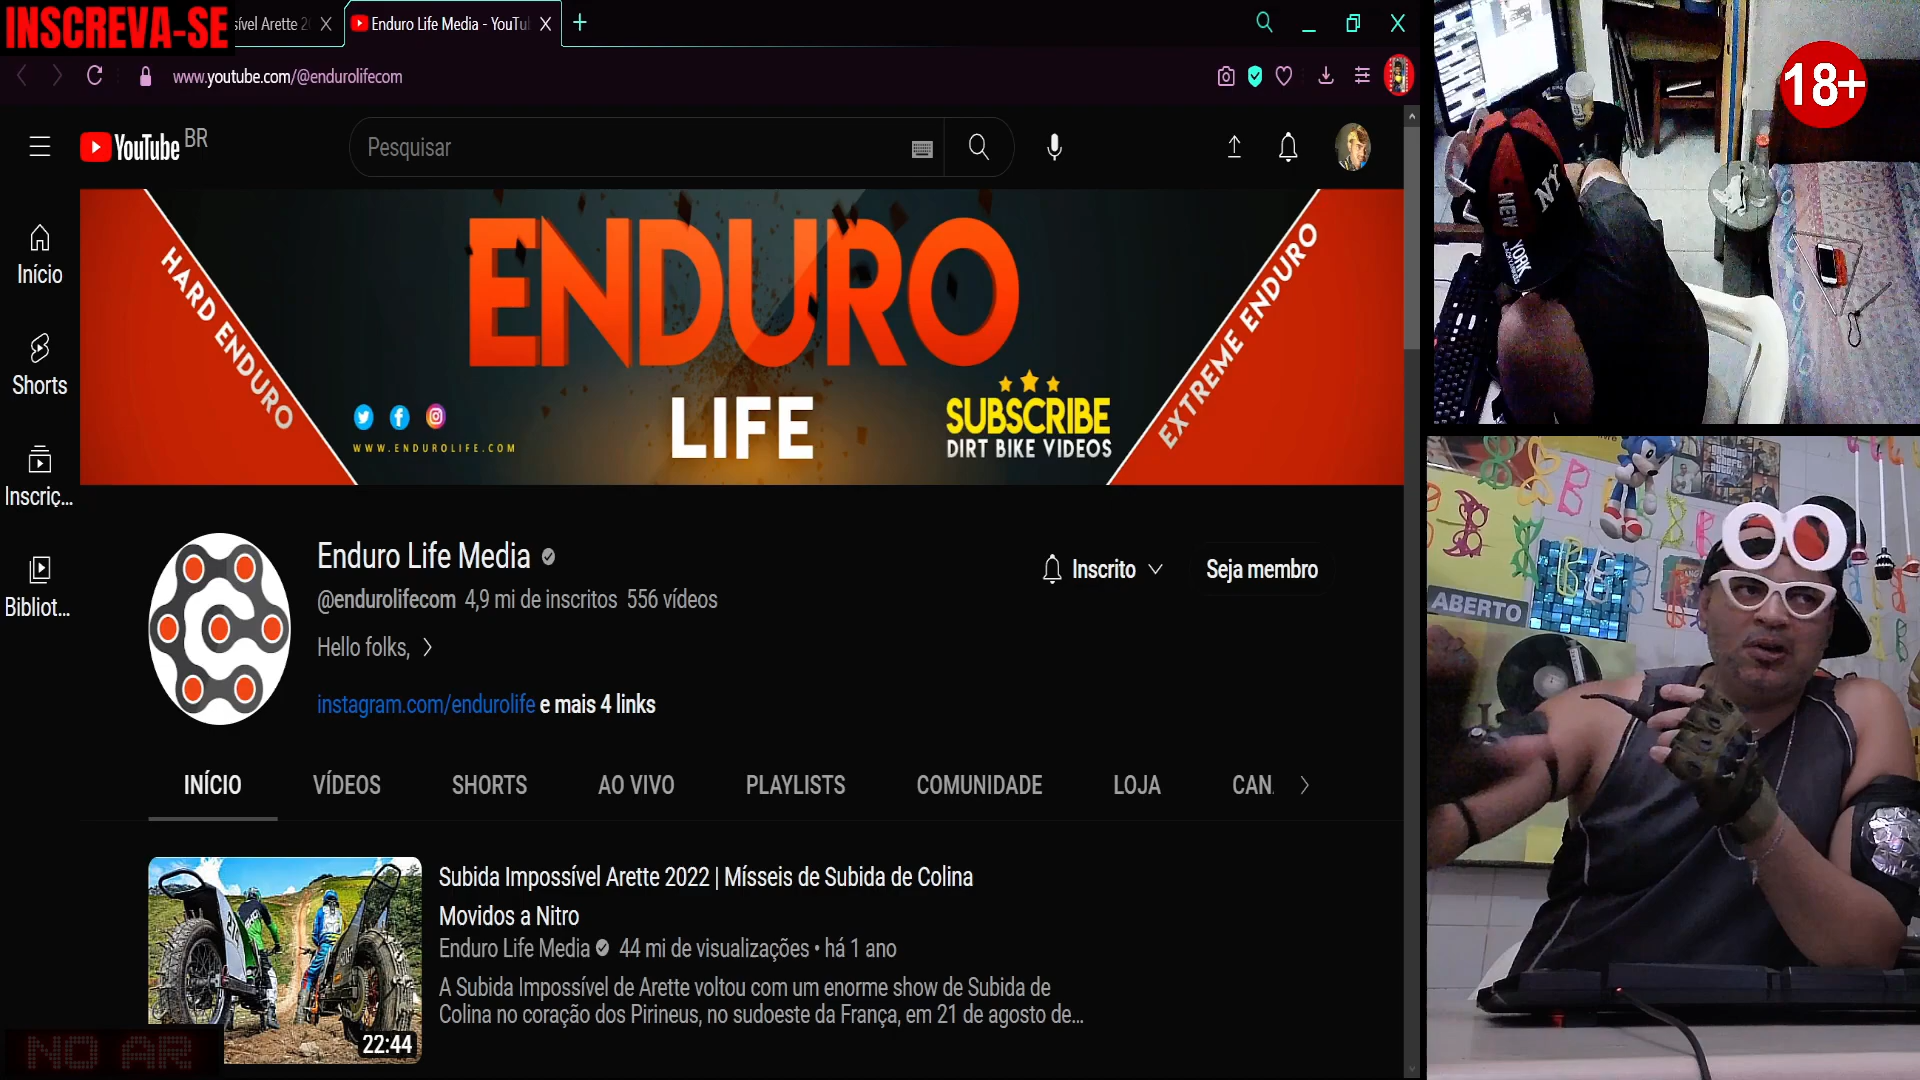 INSCREVA-SE
sível Arette 2
Enduro Life Media - YouTu
www.youtube.com/@endurolifecom
YouTube BR
Pesquisar
18+
Início
Shorts
Inscriç...
Bibliot...
HARD ENDURO
ENDURO
LIFE
WWW.ENDUROLIFE.COM
SUBSCRIBE
DIRT BIKE VIDEOS
EXTREME ENDURO
NEW
YORK
NY
Enduro Life Media
@endurolifecom 4,9 mi de inscritos 556 vídeos
Hello folks,
instagram.com/endurolife e mais 4 links
Inscrito
Seja membro
ABERTO
INÍCIO
VÍDEOS
SHORTS
AO VIVO
PLAYLISTS
COMUNIDADE
LOJA
CAN
Subida Impossível Arette 2022 | Mísseis de Subida de Colina
Movidos a Nitro
Enduro Life Media 44 mi de visualizações • há 1 ano
A Subida Impossível de Arette voltou com um enorme show de Subida de
Colina no coração dos Pirineus, no sudoeste da França, em 21 de agosto de...
22:44
NO AR